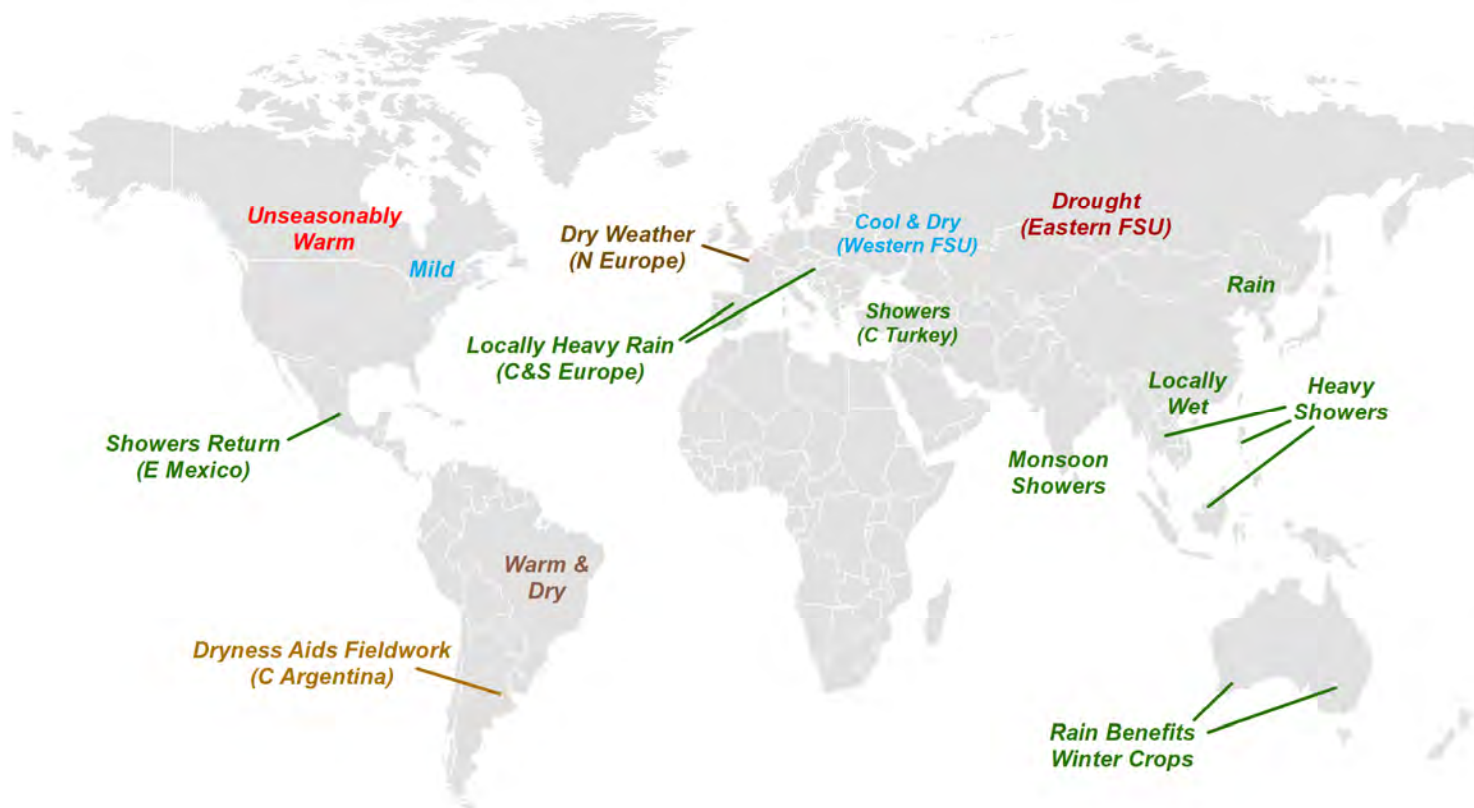 Unseasonably
Warm
Mild
Dry Weather
(N Europe)
Cool & Dry
(Western FSU)
Drought
(Eastern FSU)
Rain
Locally Heavy Rain
(C&S Europe)
Showers
(C Turkey)
Locally
Wet
Heavy
Showers
Showers Return
(E Mexico)
Monsoon
Showers
Warm &
Dry
Dryness Aids Fieldwork
(C Argentina)
Rain Benefits
Winter Crops